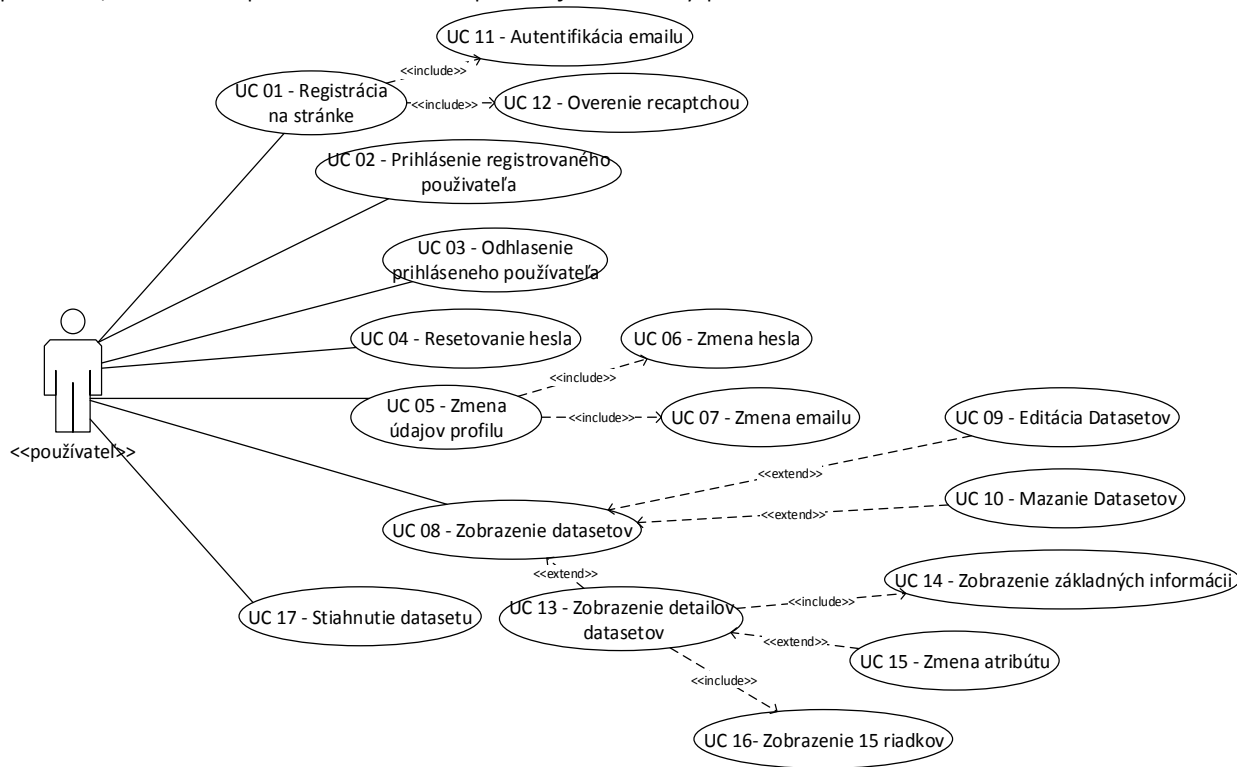 UC 11 - Autentifikácia emailu
<<include>>
UC 01 - Registrácia
na stránke
<<include>>
UC 12 - Overenie recaptchou
UC 02 - Prihlásenie registrovaného
použivateľa
UC 03 - Odhlasenie
prihláseneho používateľa
UC 04 - Resetovanie hesla
UC 06 - Zmena hesla
<<include>>
UC 05 - Zmena
údajov profilu
<<include>>
UC 07 - Zmena emailu
UC 09 - Editácia Datasetov
<<používateľ>>
<<extend>>
UC 10 - Mazanie Datasetov
<<extend>>
UC 08 - Zobrazenie datasetov
<<extend>>
UC 14 - Zobrazenie základných informácii
<<include>>
UC 13 - Zobrazenie detailov
datasetov
UC 17 - Stiahnutie datasetu
<<extend>>
UC 15 - Zmena atribútu
<<include>>
UC 16- Zobrazenie 15 riadkov